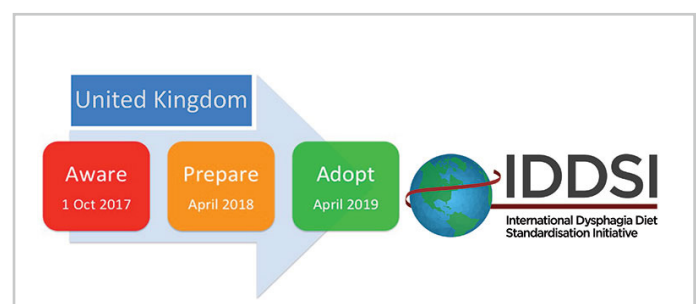 United Kingdom
Aware
1 Oct 2017
Prepare
April 2018
Adopt
April 2019
IDDSI
International Dysphagia Diet
Standardisation Initiative